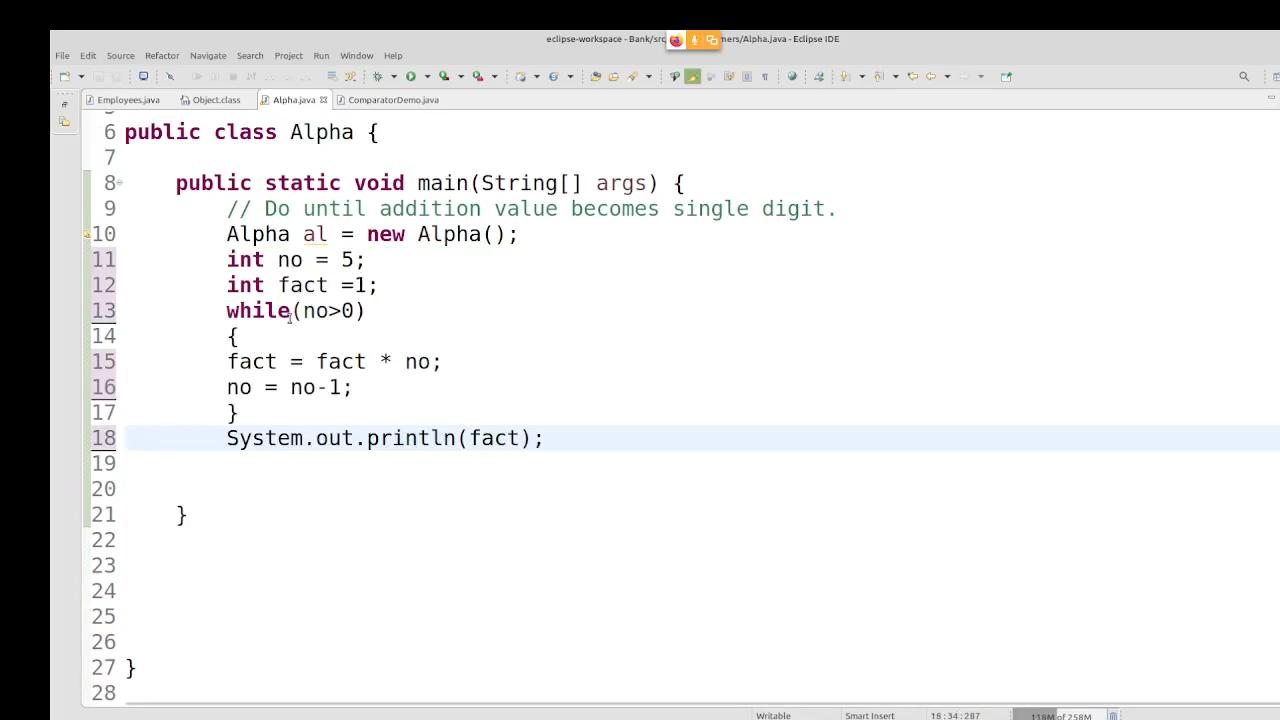 eclipse-workspace - Bank/src mers/Alpha.java - Eclipse IDE
File Edit Source Refactor Navigate Search Project Run Window Help
Employees.java Object.class Alpha.java ComparatorDemo.java
6 public class Alpha {
7
8 public static void main(String[] args) {
9 // Do until addition value becomes single digit.
10 Alpha al = new Alpha();
11 int no = 5;
12 int fact =1;
13 while(no>0)
14 {
15 fact = fact * no;
16 no = no-1;
17 }
18 System.out.println(fact);
19
20
21 }
22
23
24
25
26
27 }
28
Writable Smart Insert 18:34:287 118M of 258M